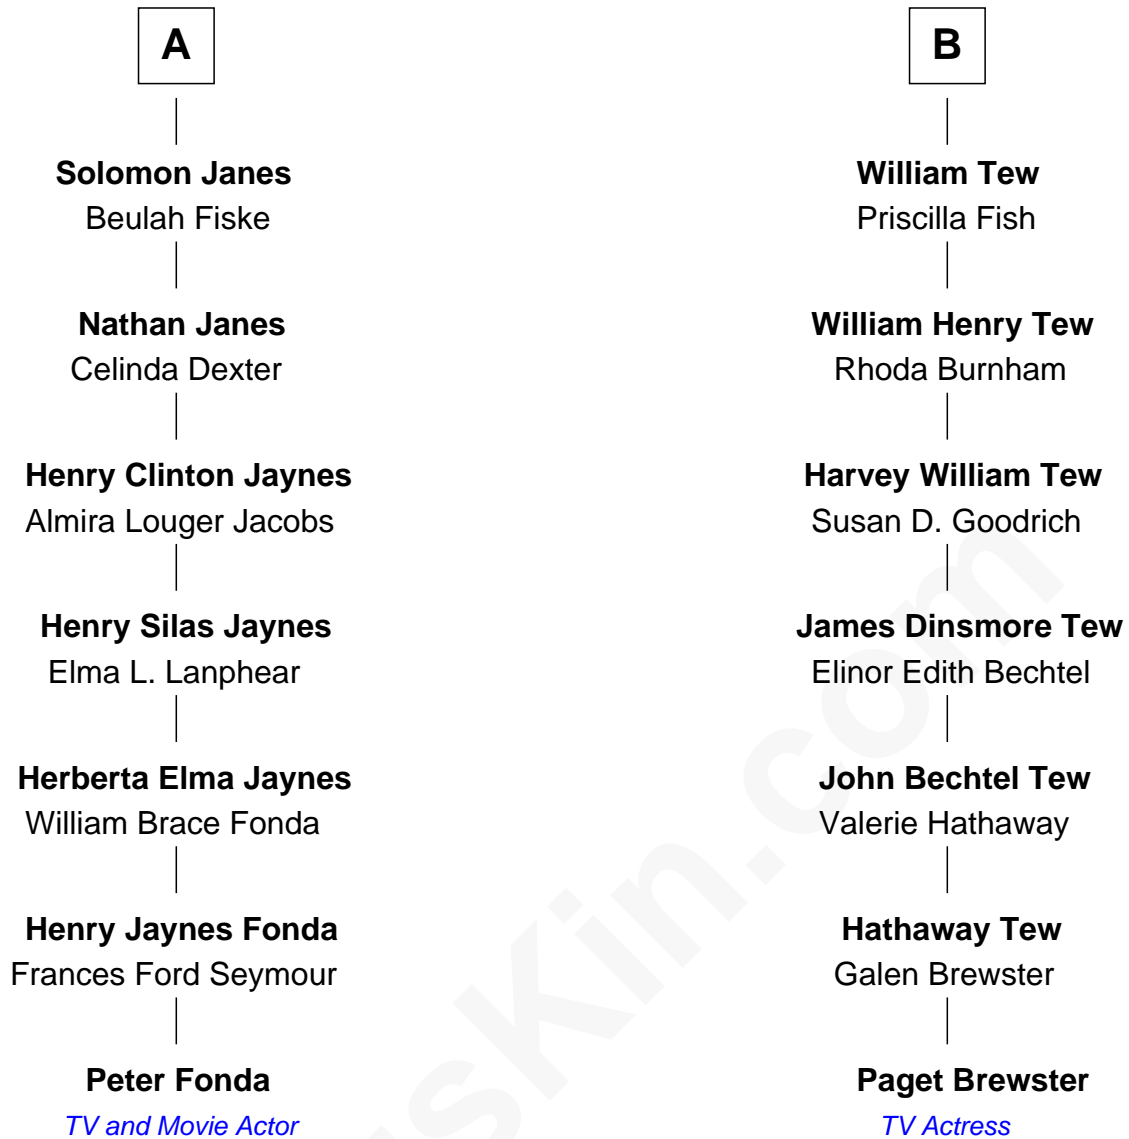 A
Solomon Janes
Beulah Fiske
Nathan Janes
Celinda Dexter
Henry Clinton Jaynes
Almira Louger Jacobs
Henry Silas Jaynes
Elma L. Lanphear
Herberta Elma Jaynes
William Brace Fonda
Henry Jaynes Fonda
Frances Ford Seymour
Peter Fonda
TV and Movie Actor
B
William Tew
Priscilla Fish
William Henry Tew
Rhoda Burnham
Harvey William Tew
Susan D. Goodrich
James Dinsmore Tew
Elinor Edith Bechtel
John Bechtel Tew
Valerie Hathaway
Hathaway Tew
Galen Brewster
Paget Brewster
TV Actress